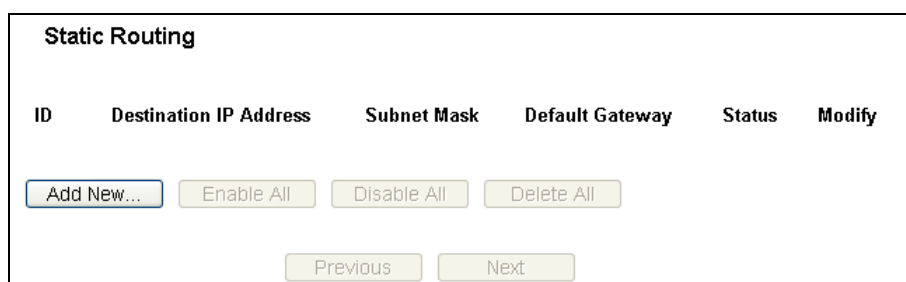 Static Routing
ID Destination IP Address Subnet Mask Default Gateway Status Modify
Add New... Enable All Disable All Delete All
Previous Next